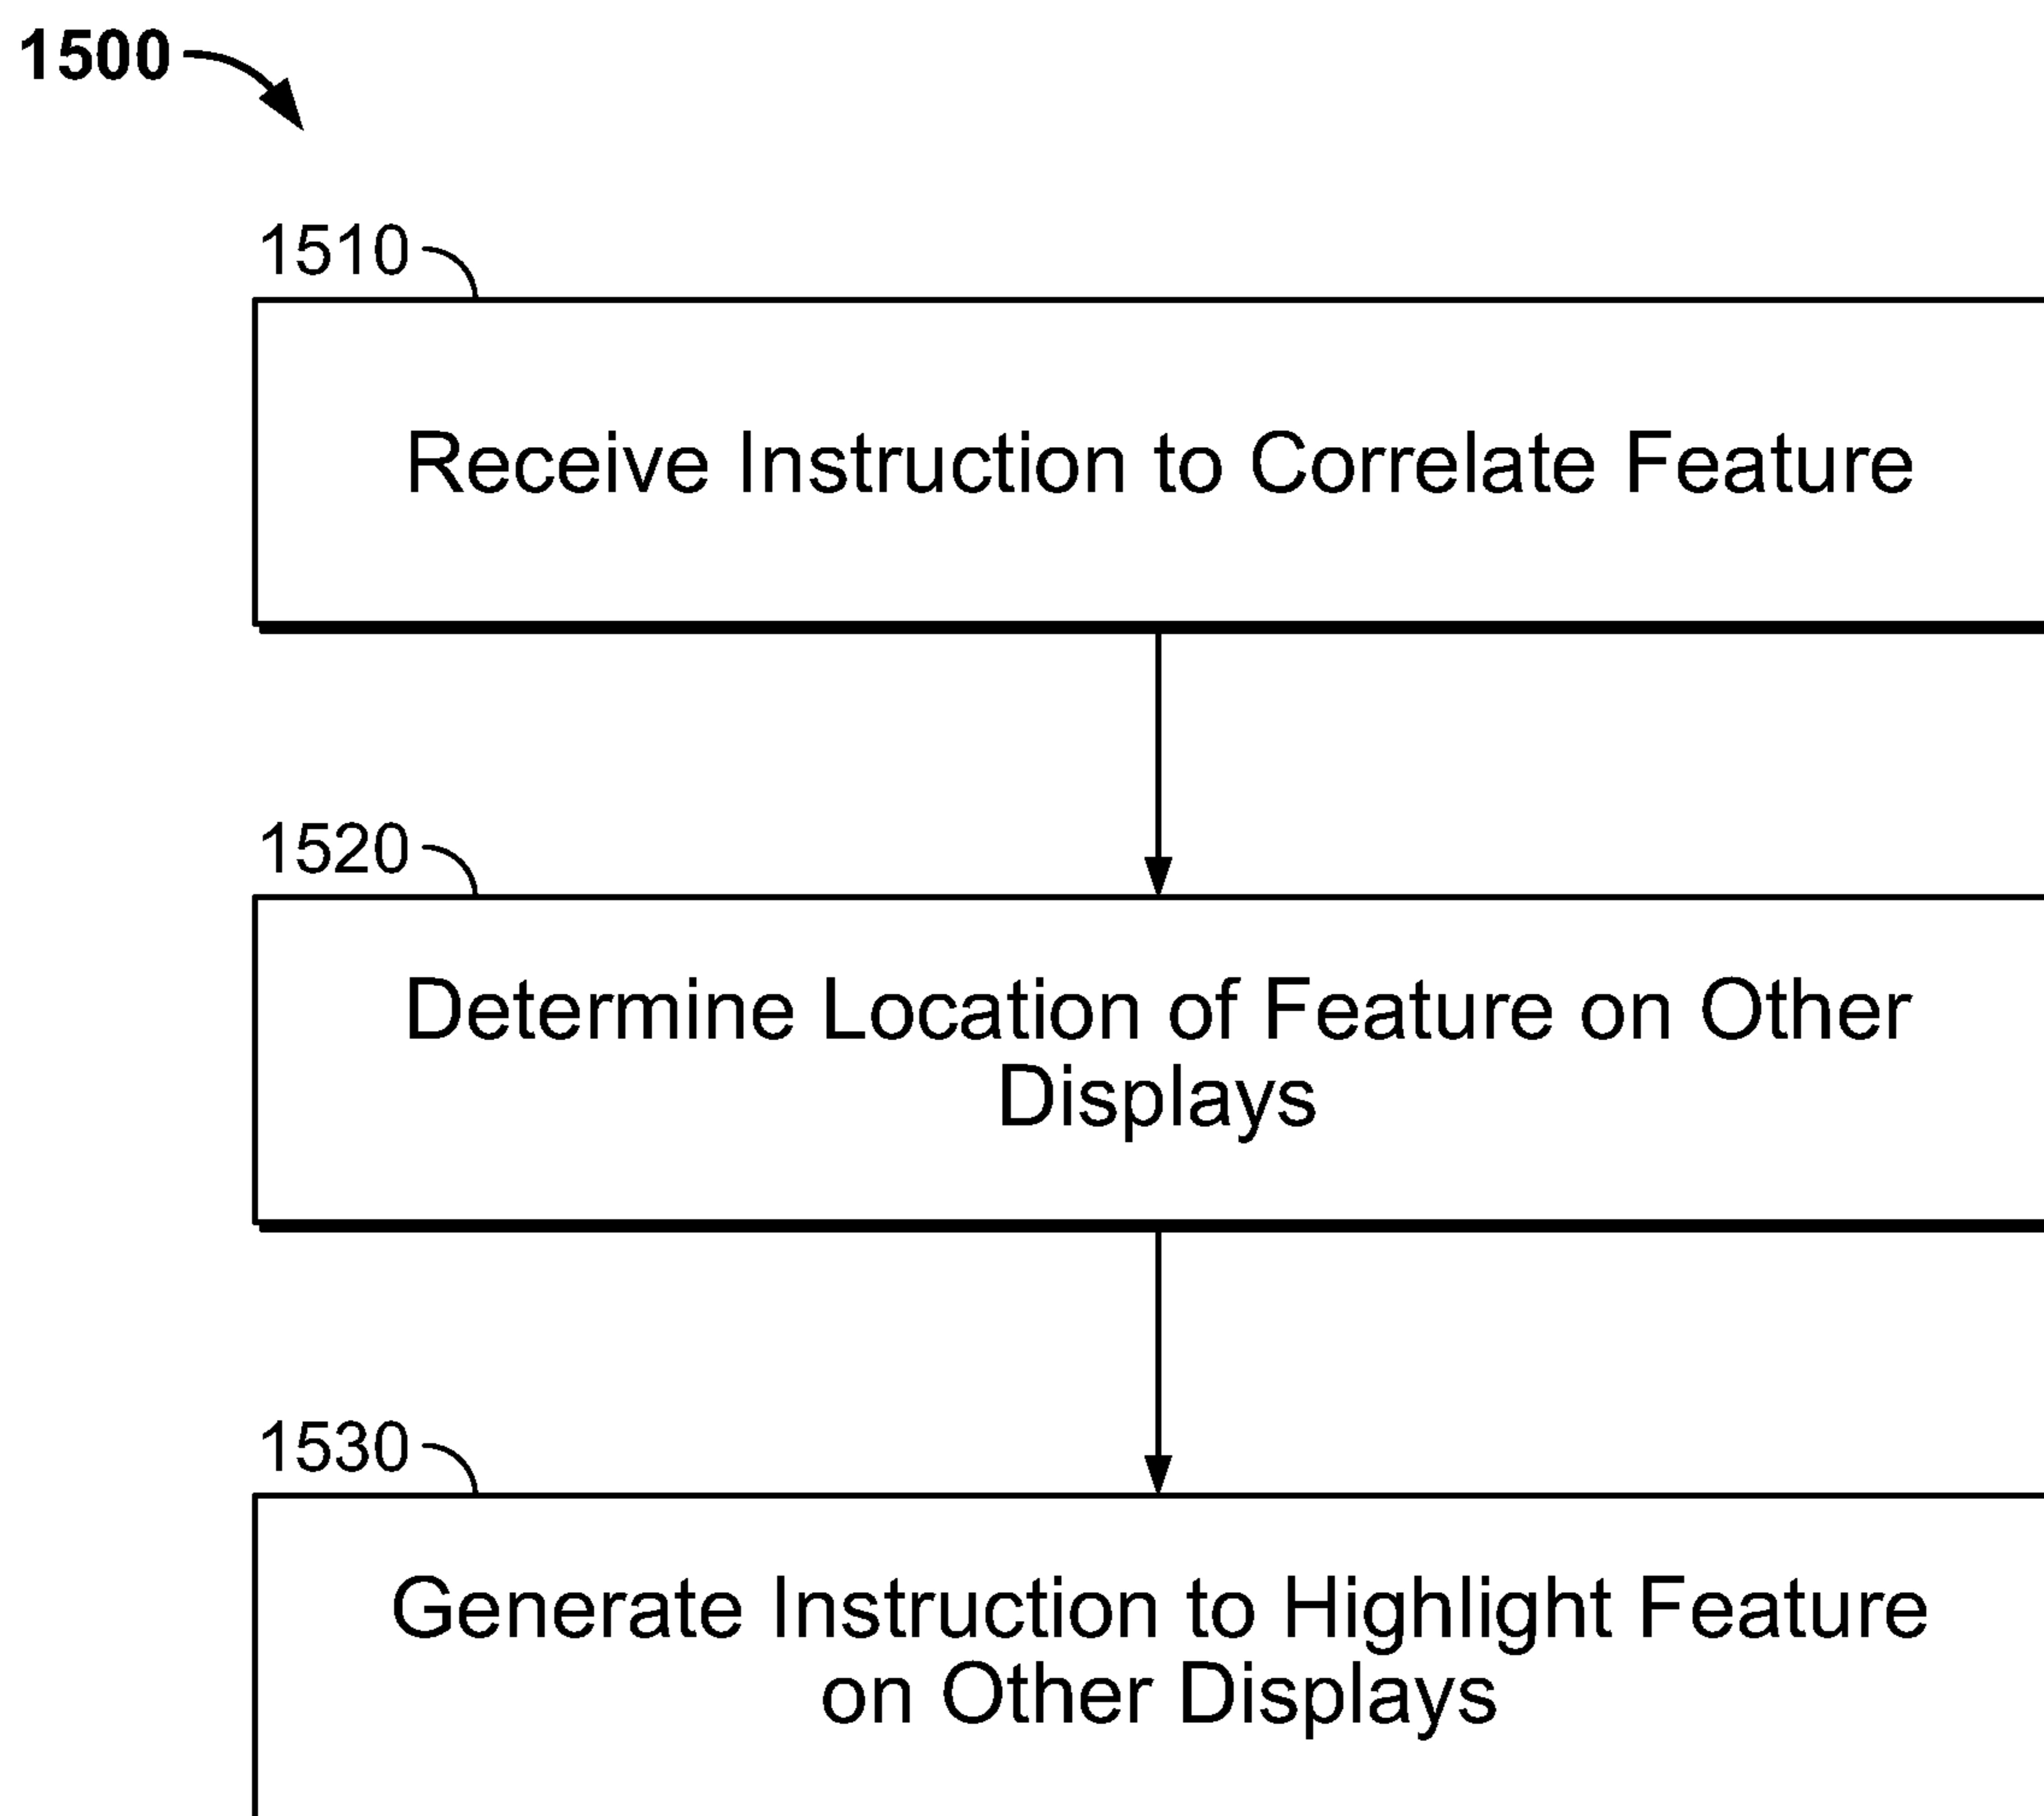 1500
1510
Receive Instruction to Correlate Feature
1520
Determine Location of Feature on Other
Displays
1530
Generate Instruction to Highlight Feature
on Other Displays